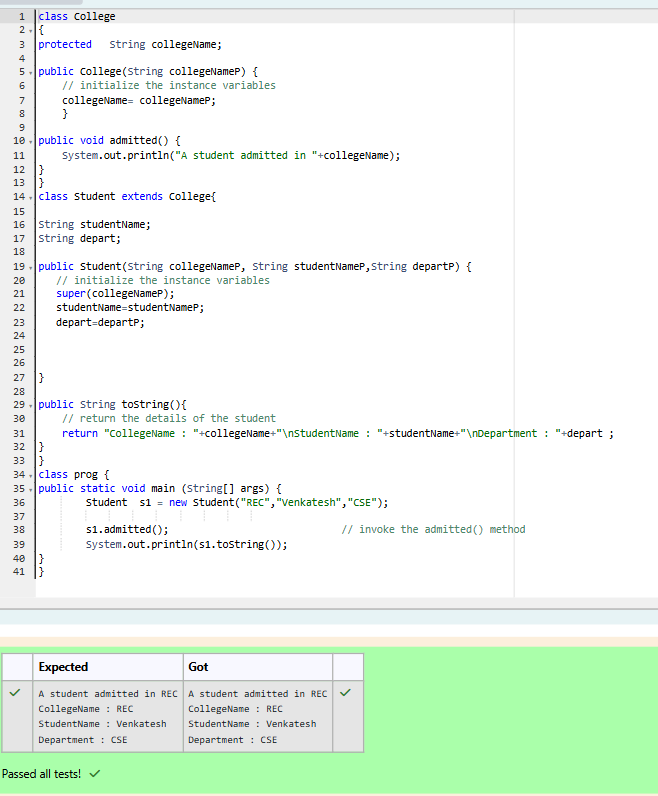 1 class College
2 {
3 protected   String collegeName;
4
5 public College(String collegeNameP) {
6     // initialize the instance variables
7     collegeName= collegeNameP;
8     }
9
10 public void admitted() {
11     System.out.println("A student admitted in "+collegeName);
12 }
13 }
14 class Student extends College{
15
16 String studentName;
17 String depart;
18
19 public Student(String collegeNameP, String studentNameP,String departP) {
20    // initialize the instance variables
21    super(collegeNameP);
22    studentName=studentNameP;
23    depart=departP;
24
25
26
27 }
28
29 public String toString(){
30     // return the details of the student
31     return "CollegeName : "+collegeName+"\nStudentName : "+studentName+"\nDepartment : "+depart ;
32 }
33 }
34 class prog {
35 public static void main (String[] args) {
36         Student  s1 = new Student("REC","Venkatesh","CSE");
37
38         s1.admitted();                             // invoke the admitted() method
39         System.out.println(s1.toString());
40 }
41 }
Expected Got
A student admitted in REC A student admitted in REC
CollegeName : REC CollegeName : REC
StudentName : Venkatesh StudentName : Venkatesh
Department : CSE Department : CSE
Passed all tests!